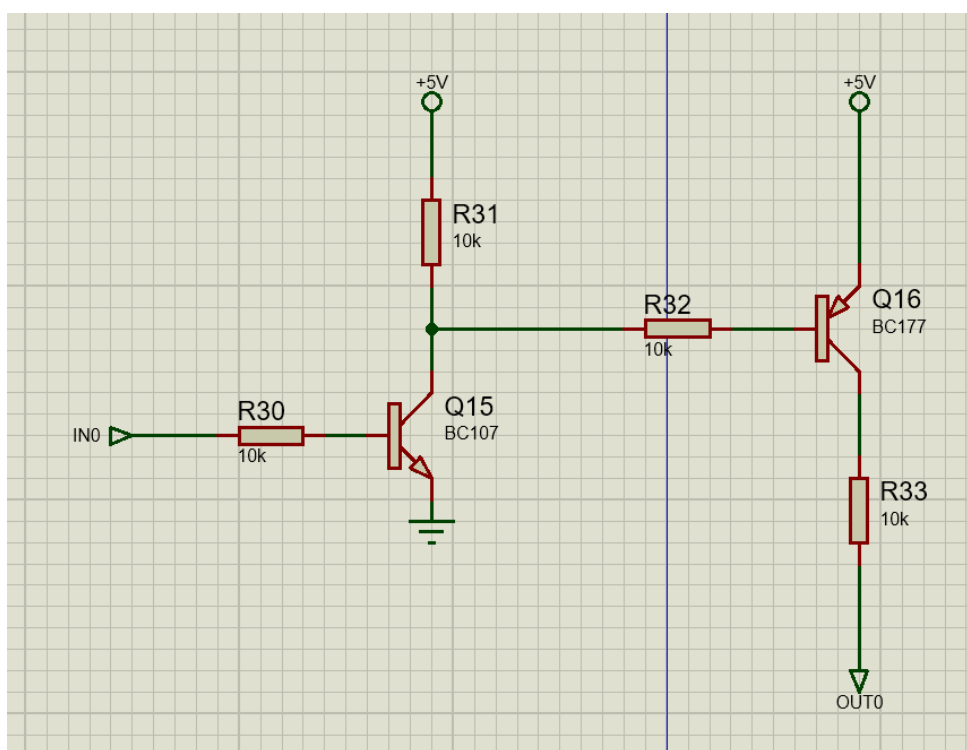 +5V
+5V
R31
10k
R32
10k
Q16
BC177
R30
10k
IN0
Q15
BC107
R33
10k
OUT0